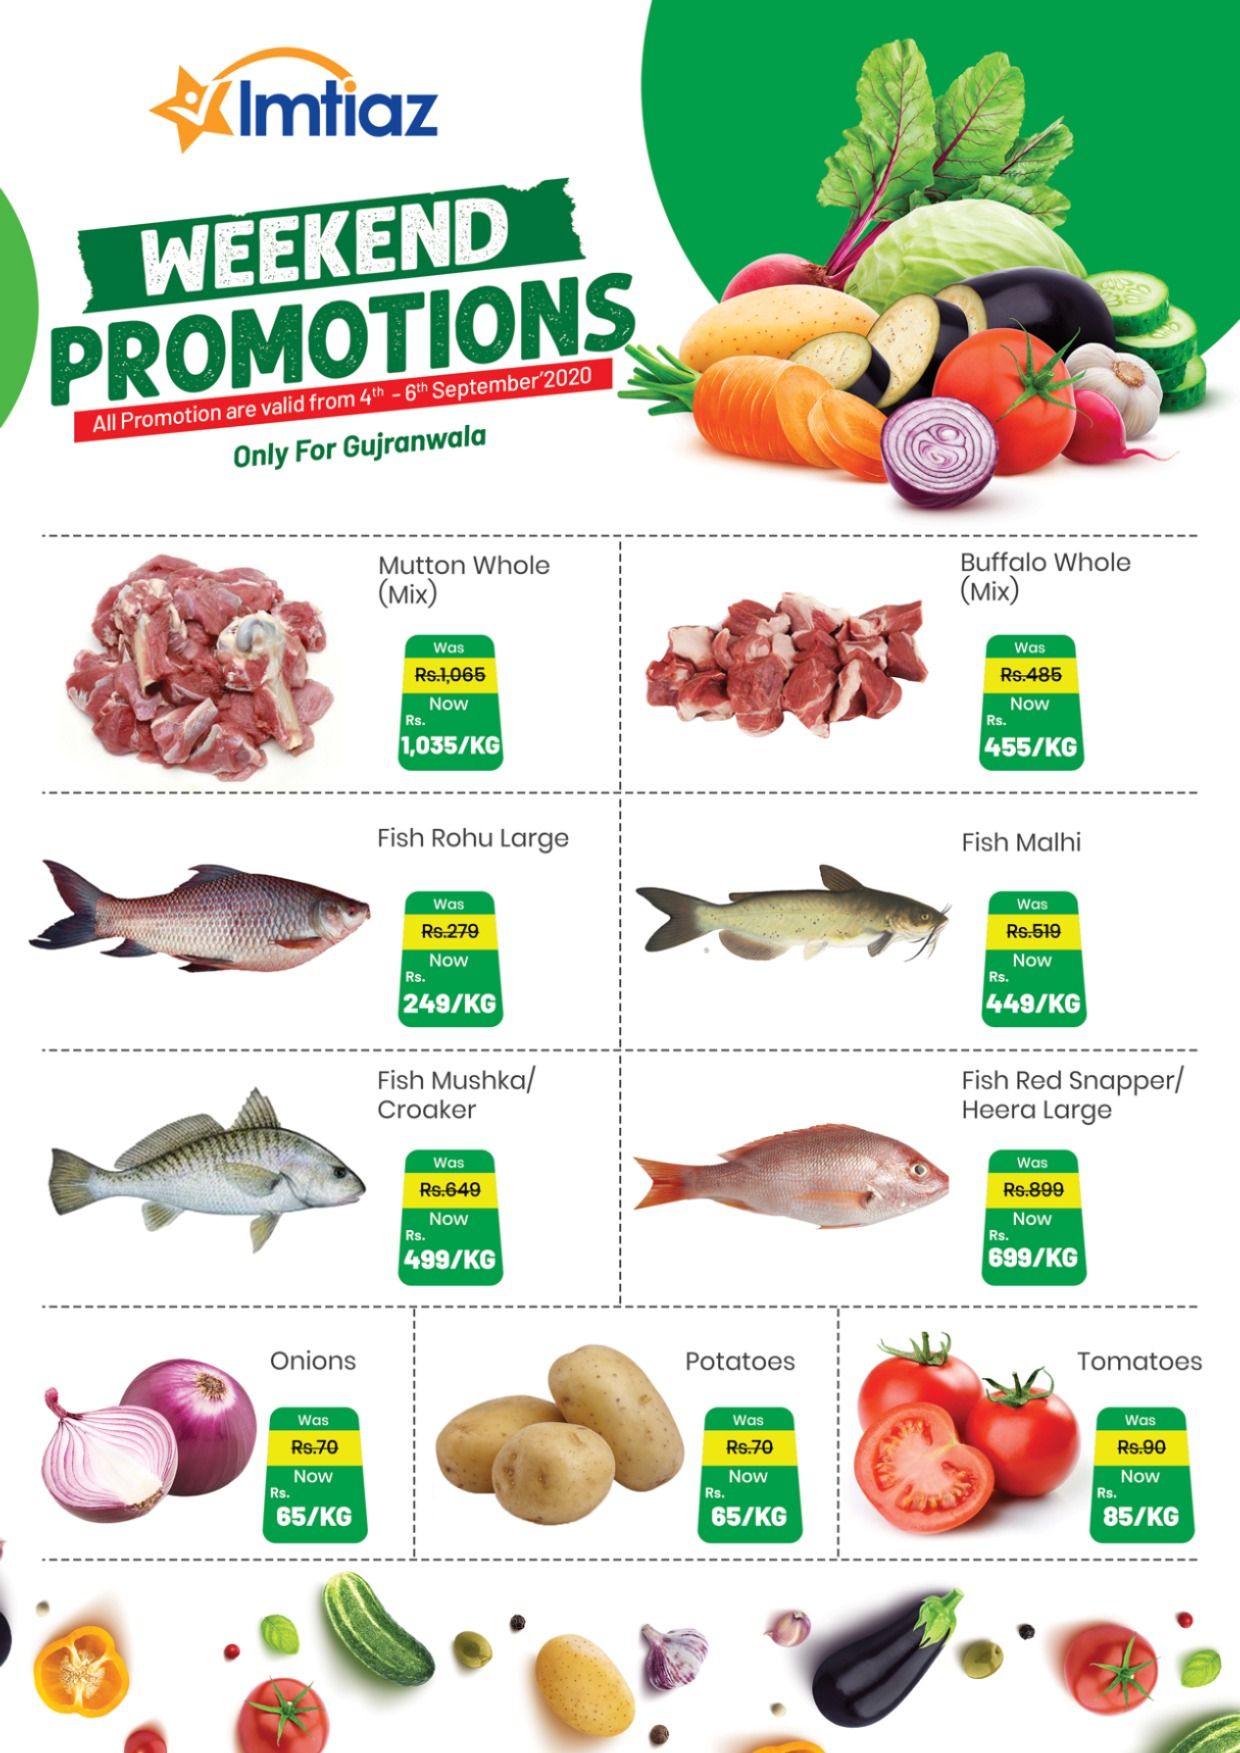 Imtiaz
WEEKEND
PROMOTIONS
All Promotion are valid from 4th - 6th September'2020
Only For Gujranwala
Mutton Whole
(Mix)
Was
Rs.1,065
Now
Rs.
1,035/KG
Buffalo Whole
(Mix)
Was
Rs.485
Now
Rs.
455/KG
Fish Rohu Large
Was
Rs.279
Now
Rs.
249/KG
Fish Malhi
Was
Rs.519
Now
Rs.
449/KG
Fish Mushka/
Croaker
Was
Rs.649
Now
Rs.
499/KG
Fish Red Snapper/
Heera Large
Was
Rs.899
Now
Rs.
699/KG
Onions
Was
Rs.70
Now
Rs.
65/KG
Potatoes
Was
Rs.70
Now
Rs.
65/KG
Tomatoes
Was
Rs.90
Now
Rs.
85/KG